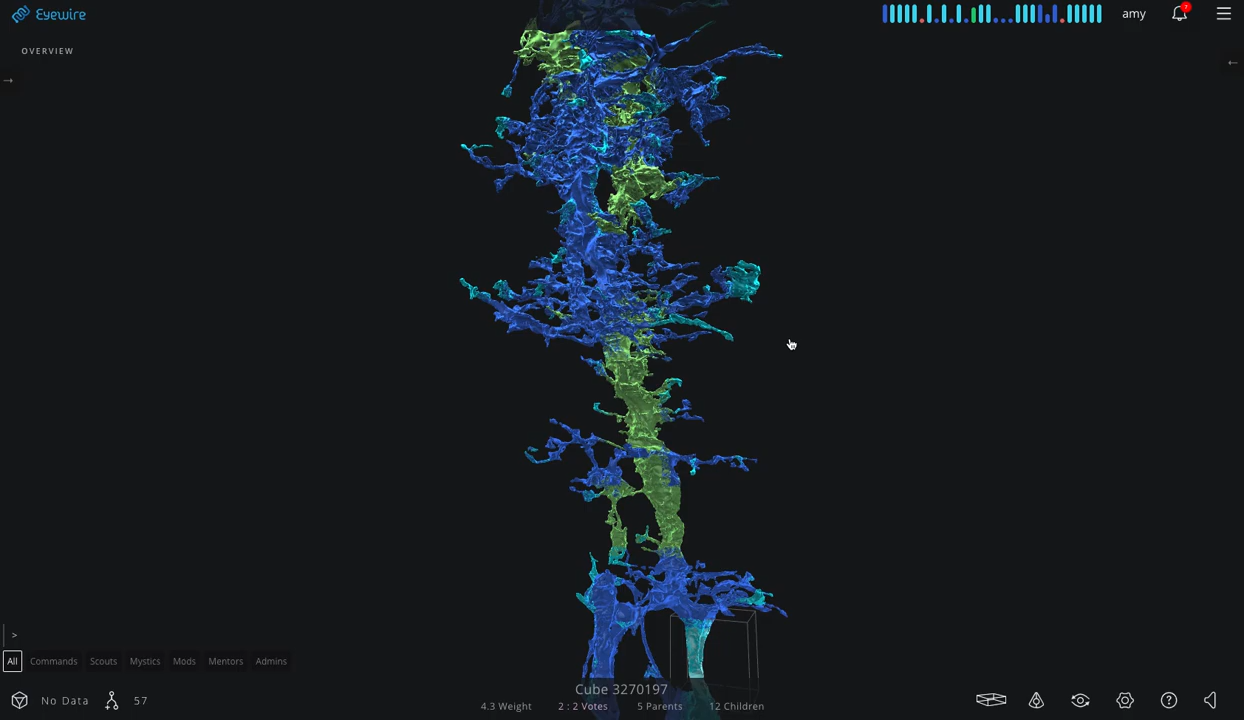 Eyewire
amy
7
OVERVIEW
>
All Commands Scouts Mystics Mods Mentors Admins
Cube 3270197
No Data 57
4.3 Weight 2 : 2 Votes 5 Parents 12 Children